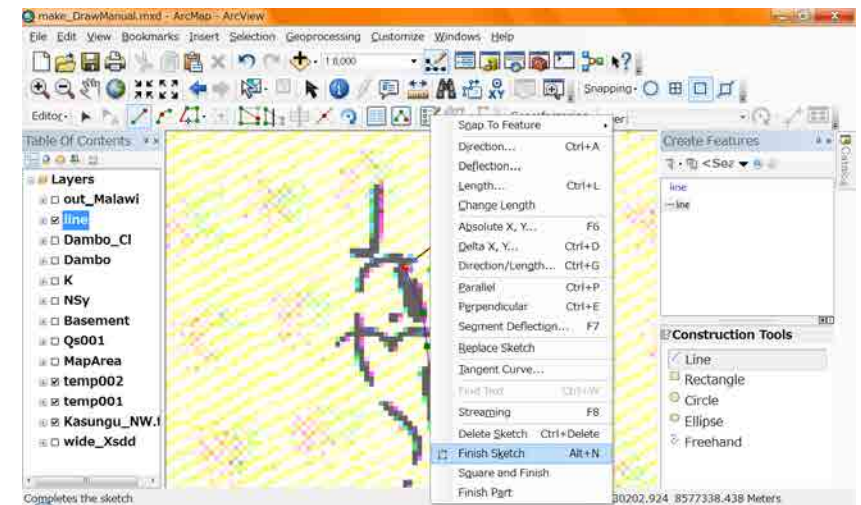 make_DrawManual.mxd - ArcMap - ArcView
File Edit View Bookmarks Insert Selection Geoprocessing Customize Windows Help
1:8,000
Snapping
Editor
Table Of Contents
Layers
out_Malawi
line
Dambo_Cl
Dambo
K
NSy
Basement
Qs001
MapArea
temp002
temp001
Kasungu_NW.
wide_Xsdd
Snap To Feature
Direction... Ctrl+A
Deflection...
Length... Ctrl+L
Change Length
Absolute X, Y... F6
Delta X, Y... Ctrl+D
Direction/Length... Ctrl+G
Parallel Ctrl+P
Perpendicular Ctrl+E
Segment Deflection... F7
Replace Sketch
Tangent Curve...
Find Text Ctrl+W
Streaming F8
Delete Sketch Ctrl+Delete
Finish Sketch Alt+N
Square and Finish
Finish Part
Create Features
<Sea
line
line
Catalog
Construction Tools
Line
Rectangle
Circle
Ellipse
Freehand
Completes the sketch
30202.924 8577338.438 Meters